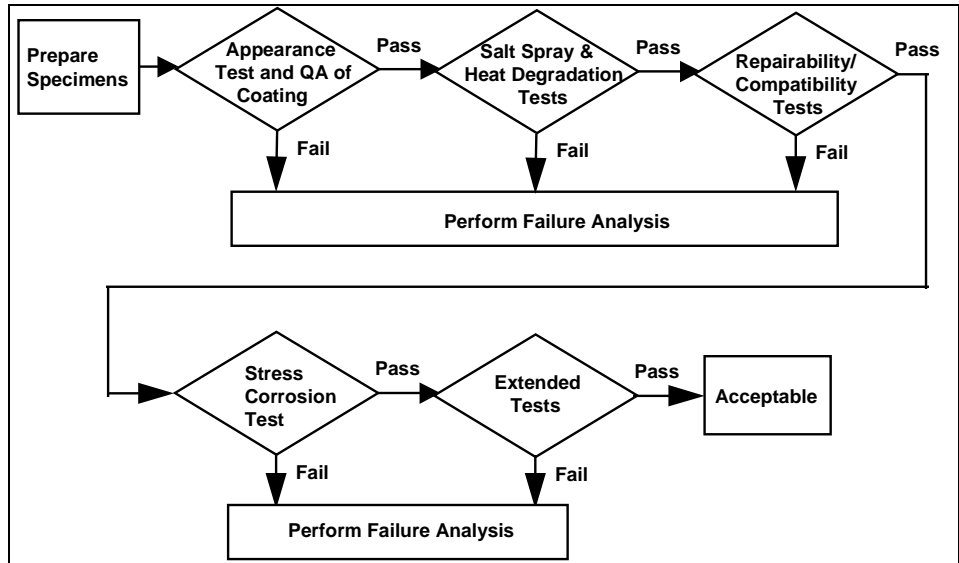 Prepare
Specimens
Appearance
Test and QA of
Coating
Pass
Salt Spray &
Heat Degradation
Tests
Pass
Repairability/
Compatibility
Tests
Pass
Fail
Fail
Fail
Perform Failure Analysis
Stress
Corrosion
Test
Pass
Extended
Tests
Pass
Acceptable
Fail
Fail
Perform Failure Analysis